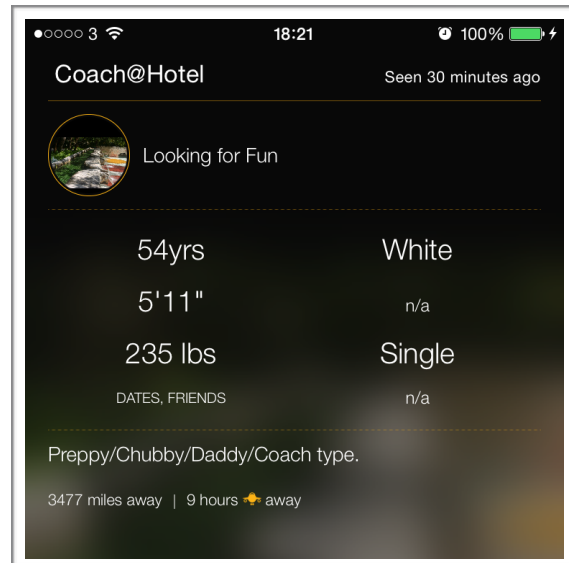 3 18:21 100%
Coach@Hotel Seen 30 minutes ago
Looking for Fun
54yrs White
5'11" n/a
235 lbs Single
DATES, FRIENDS n/a
Preppy/Chubby/Daddy/Coach type.
3477 miles away | 9 hours away